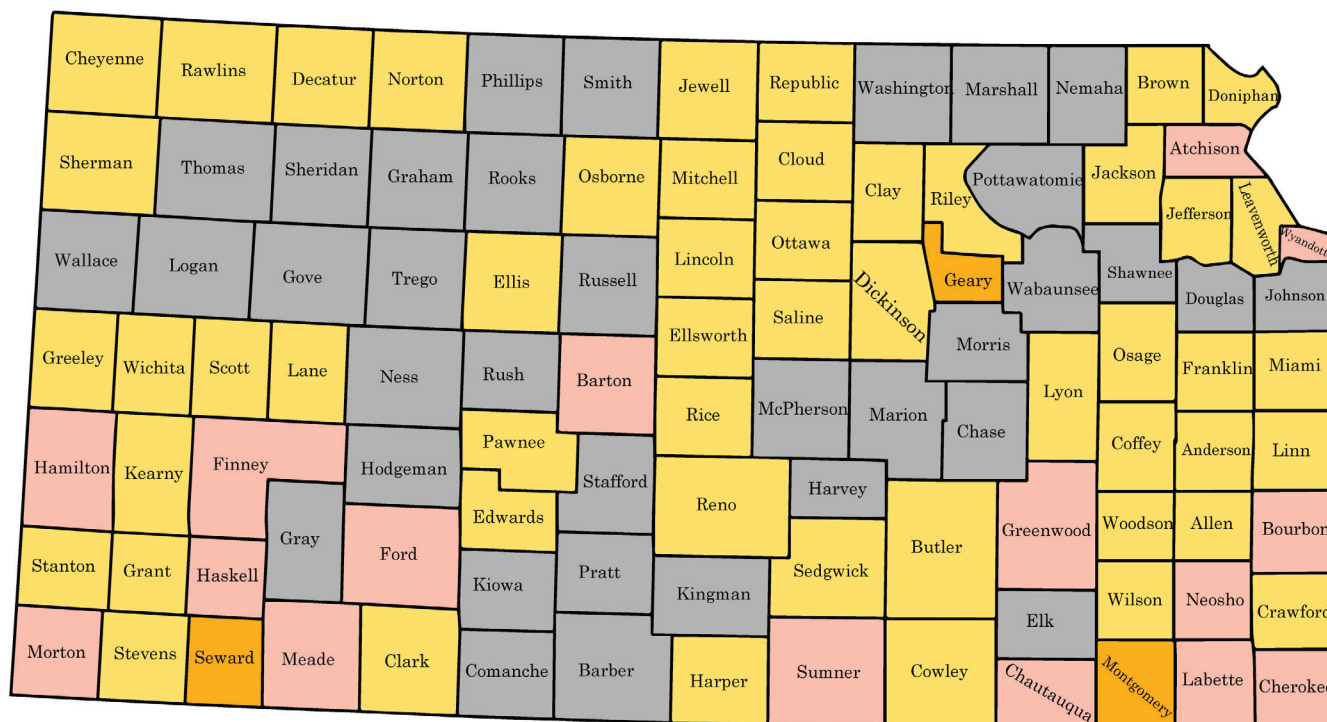 Cheyenne
Rawlins
Decatur
Norton
Phillips
Smith
Jewell
Republic
Washington
Marshall
Nemaha
Brown
Doniphan
Sherman
Thomas
Sheridan
Graham
Rooks
Osborne
Mitchell
Cloud
Clay
Riley
Pottawatomie
Jackson
Atchison
Jefferson
Leavenworth
Wyandott
Wallace
Logan
Gove
Trego
Ellis
Russell
Lincoln
Ottawa
Dickinson
Geary
Wabaunsee
Shawnee
Douglas
Johnson
Greeley
Wichita
Scott
Lane
Ness
Rush
Barton
Ellsworth
Saline
Morris
Lyon
Osage
Franklin
Miami
Hamilton
Kearny
Finney
Hodgeman
Pawnee
Stafford
Rice
McPherson
Marion
Chase
Coffey
Anderson
Linn
Stanton
Grant
Haskell
Gray
Ford
Edwards
Kiowa
Pratt
Reno
Harvey
Kingman
Sedgwick
Butler
Greenwood
Woodson
Allen
Bourbon
Morton
Stevens
Seward
Meade
Clark
Comanche
Barber
Harper
Sumner
Cowley
Elk
Chautauqua
Wilson
Neosho
Crawford
Montgomery
Labette
Cherokee